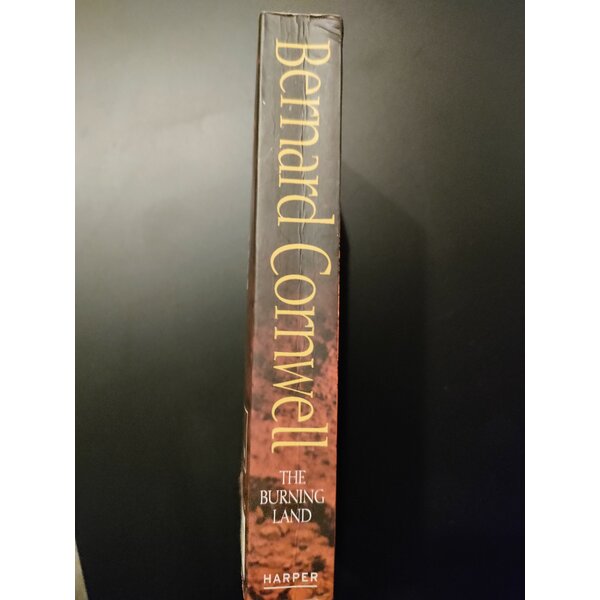 Bernard Cornwell
THE
BURNING
LAND
HARPER